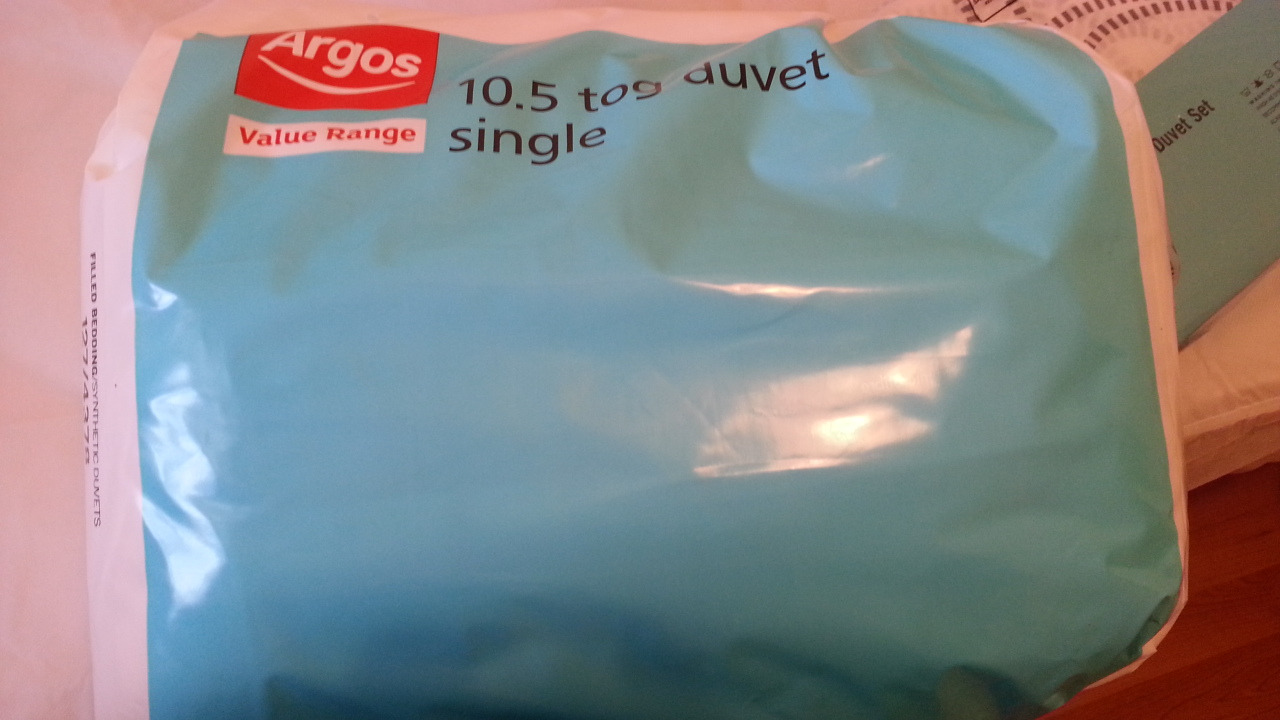 Argos
Value Range
10.5 tog duvet
single
FILLED BEDDING/SYNTHETIC DUVETS
Duvet Set